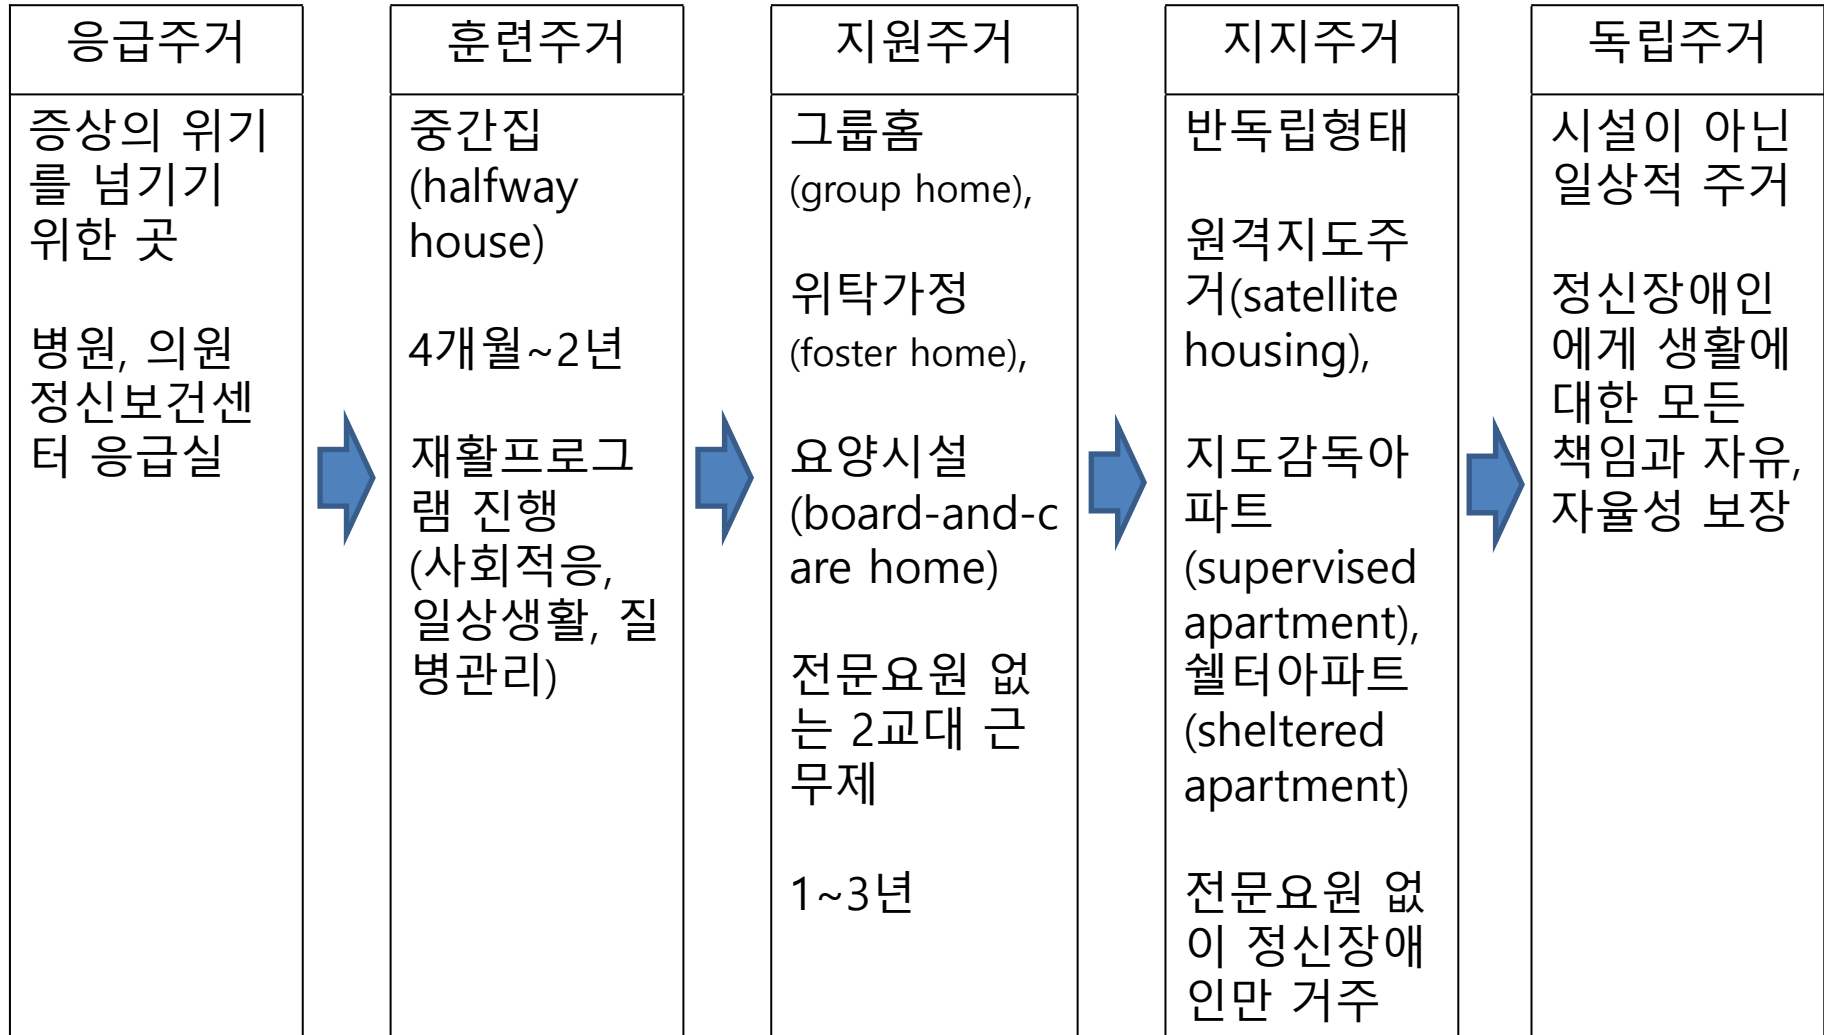 응급주거
증상의 위기
를 넘기기
위한 곳
병원, 의원
정신보건센
터 응급실
훈련주거
중간집
(halfway
house)
4개월~2년
재활프로그
램 진행
(사회적응,
일상생활, 질
병관리)
지원주거
그룹홈
(group home),
위탁가정
(foster home),
요양시설
(board-and-c
are home)
전문요원 없
는 2교대 근
무제
1~3년
지지주거
반독립형태
원격지도주
거(satellite
housing),
지도감독아
파트
(supervised
apartment),
쉘터아파트
(sheltered
apartment)
전문요원 없
이 정신장애
인만 거주
독립주거
시설이 아닌
일상적 주거
정신장애인
에게 생활에
대한 모든
책임과 자유,
자율성 보장